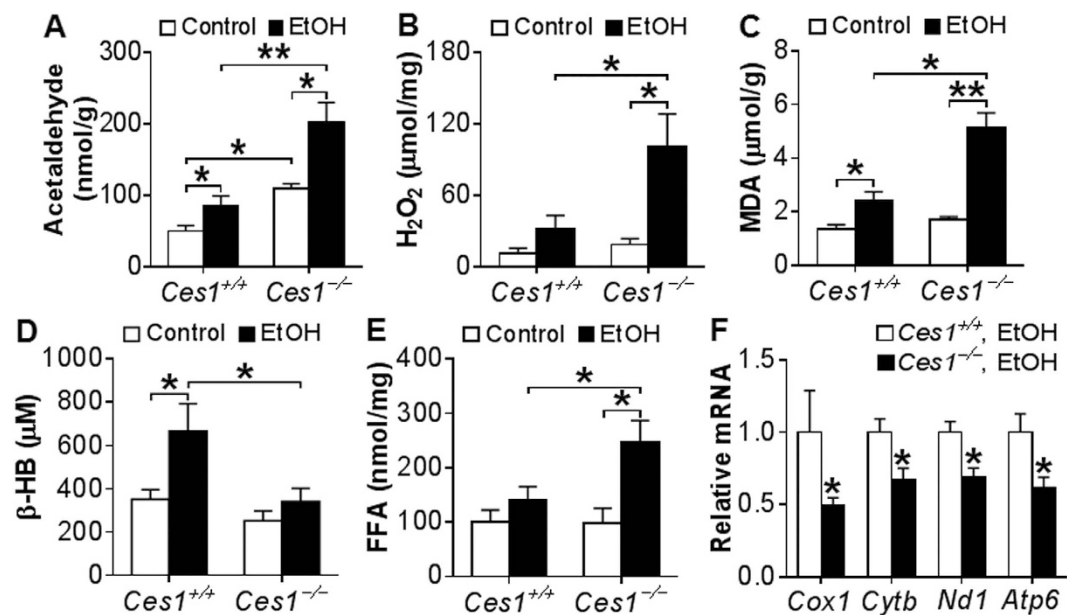 A
Control EtOH
Acetaldehyde
(nmol/g)
300
200
100
0
**
*
*
*
Ces1+/+ Ces1−/−
B
Control EtOH
H2O2 (μmol/mg)
180
120
60
0
*
*
Ces1+/+ Ces1−/−
C
Control EtOH
MDA (μmol/g)
8
6
4
2
0
*
**
*
Ces1+/+ Ces1−/−
D
Control EtOH
β-HB (μM)
1000
800
600
400
200
0
*
*
Ces1+/+ Ces1−/−
E
Control EtOH
FFA (nmol/mg)
400
300
200
100
0
*
*
Ces1+/+ Ces1−/−
F
Ces1+/+, EtOH
Ces1−/−, EtOH
Relative mRNA
1.5
1.0
0.5
0.0
* * * *
Cox1 Cytb Nd1 Atp6